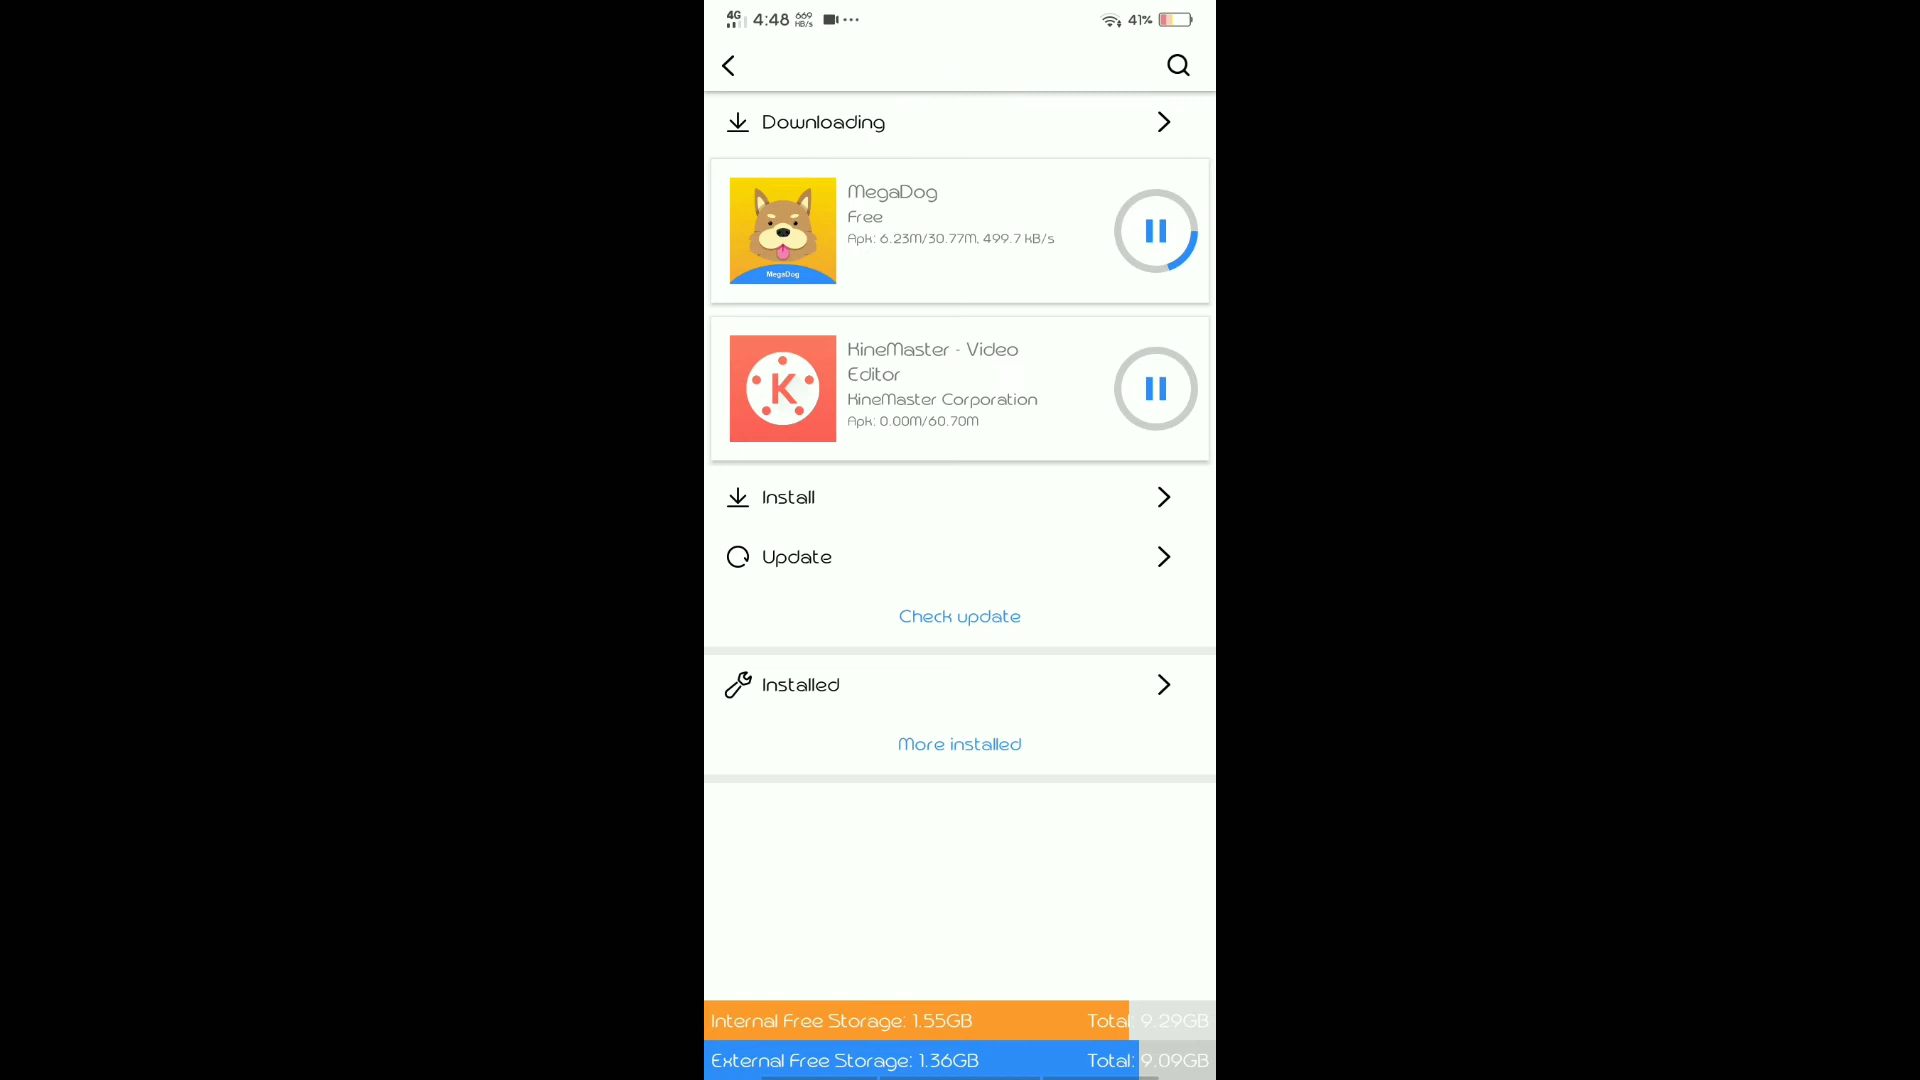 4G 4:48 669 KB/s 41%
Downloading
MegaDog
Free
Apk: 6.23M/30.77M, 499.7 kB/s
MegaDog
KineMaster - Video
Editor
KineMaster Corporation
Apk: 0.00M/60.70M
K
Install
Update
Check update
Installed
More installed
Internal Free Storage: 1.55GB Total: 9.29GB
External Free Storage: 1.36GB Total: 9.09GB